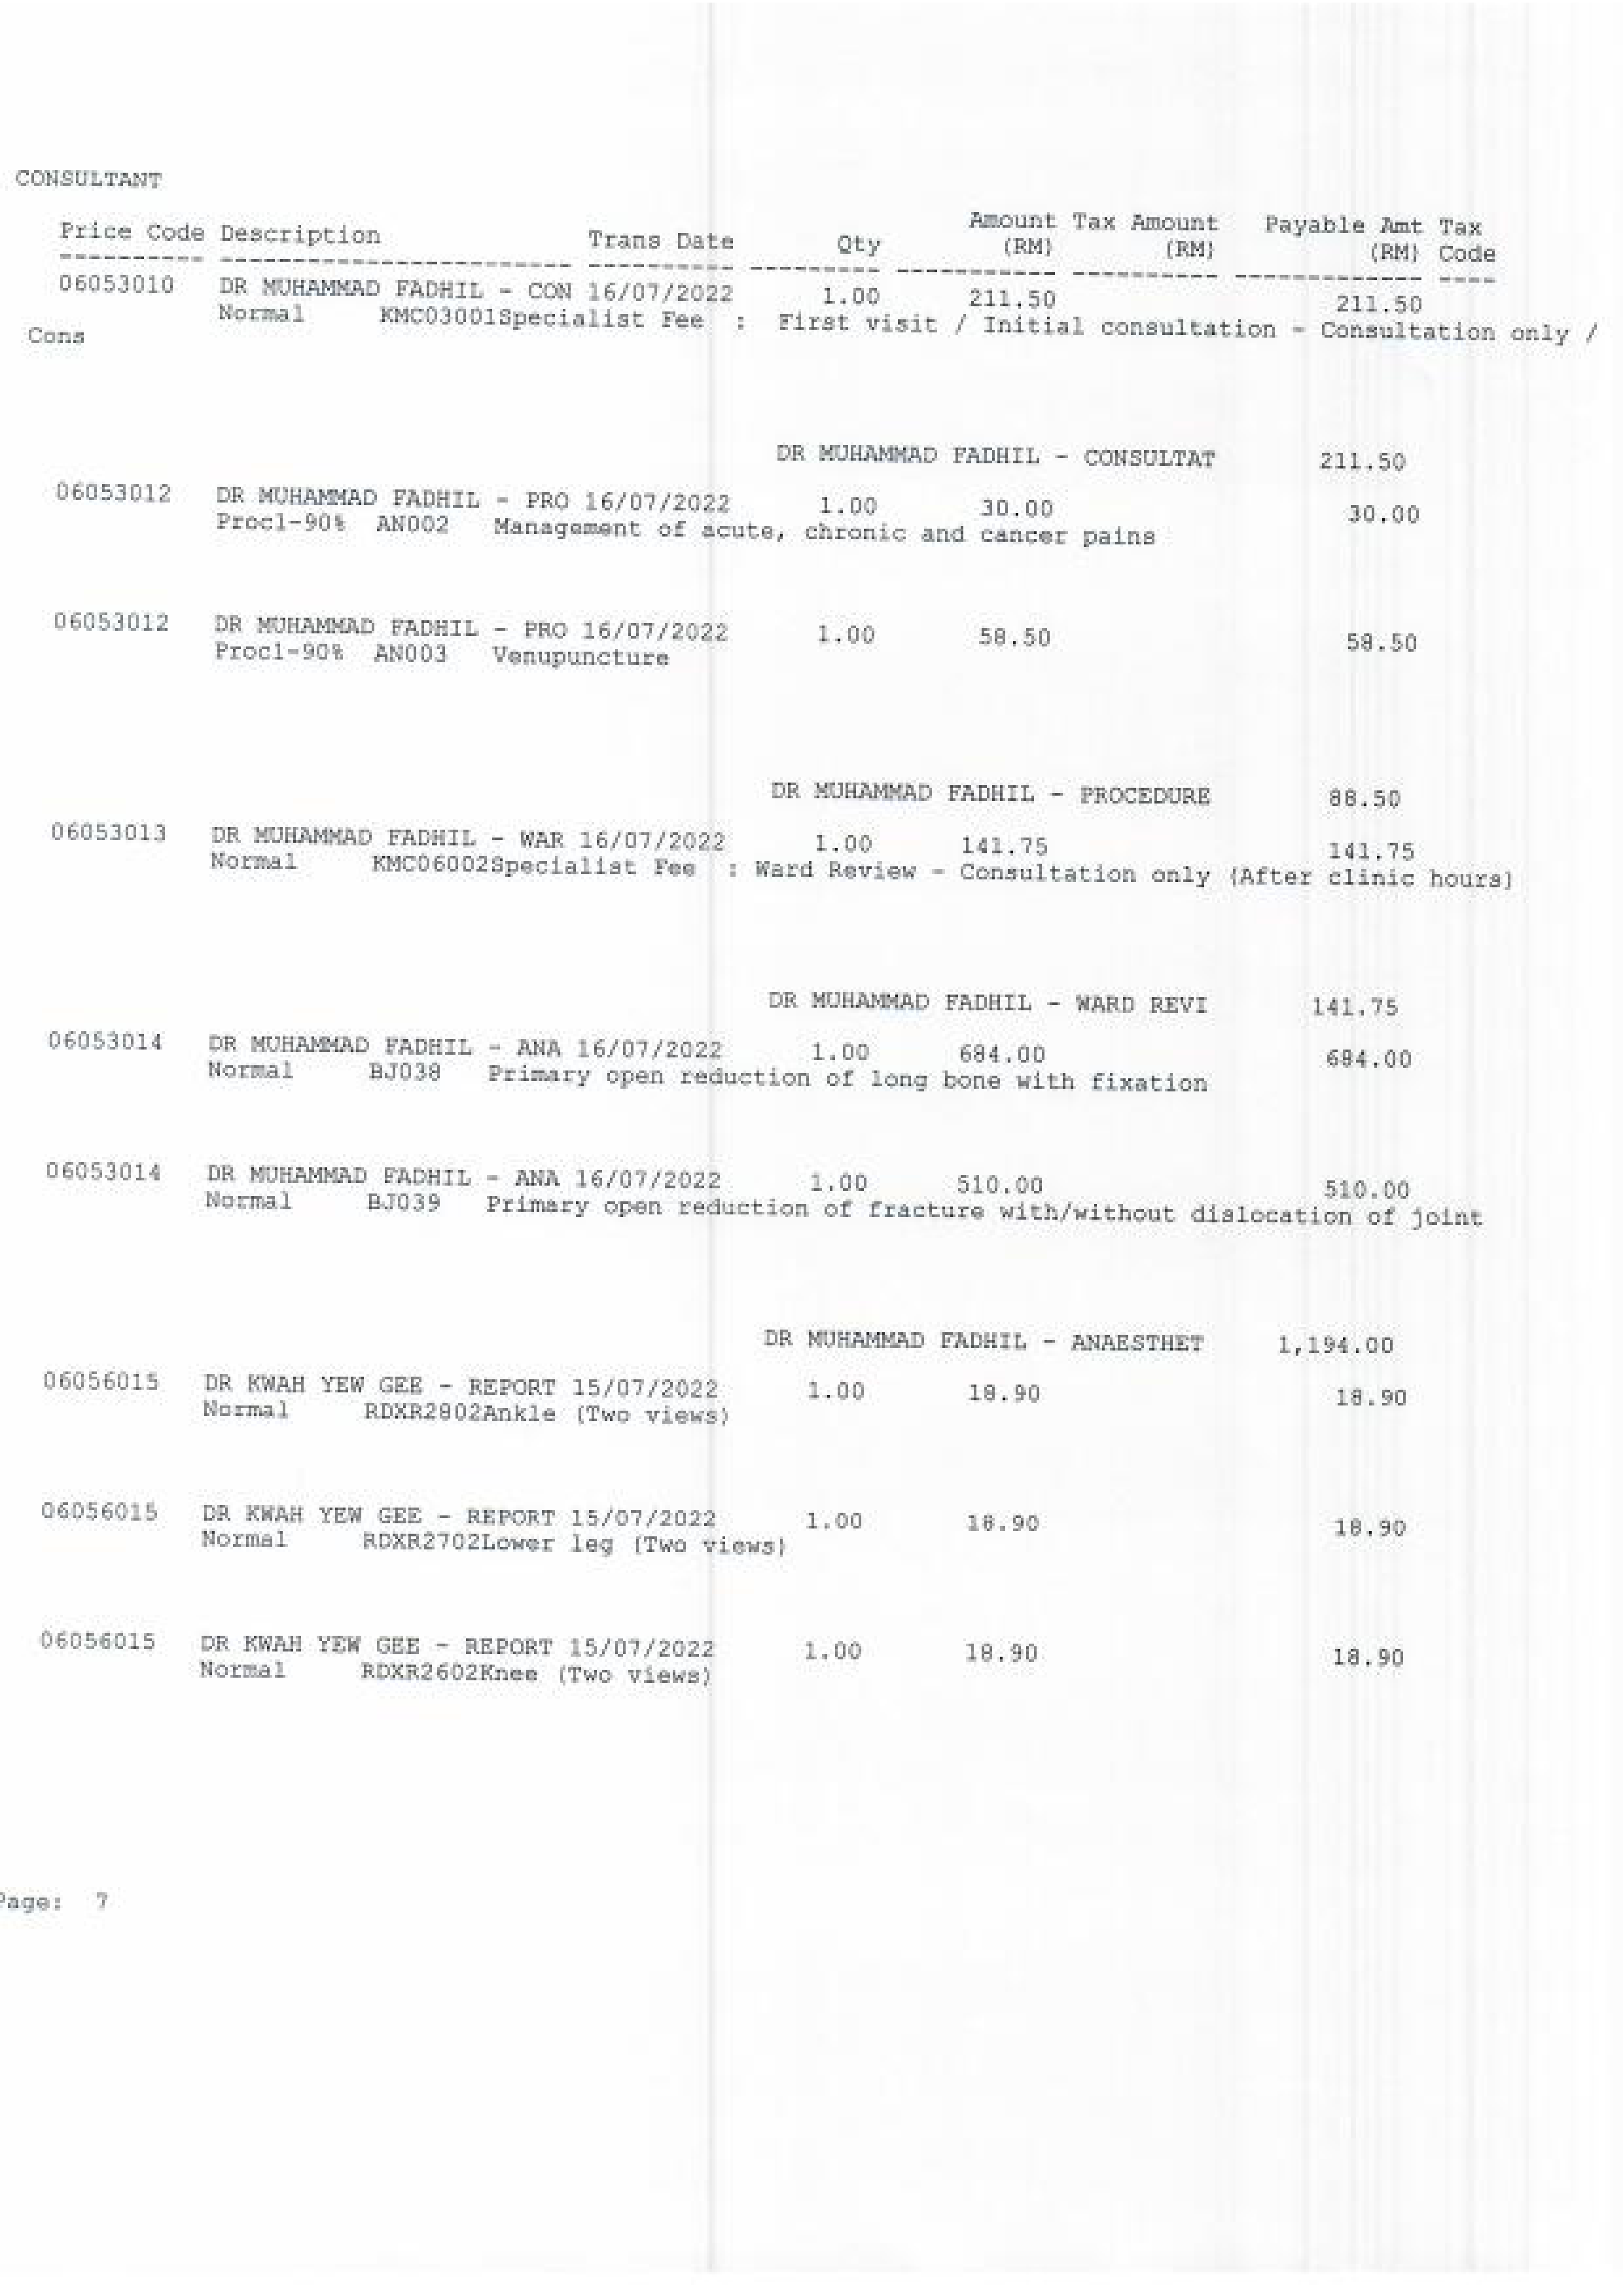 CONSULTANT
Amount Tax Amount Payable Amt Tax
Price Code Description Trans Date Qty (RM) (RM) (RM) Code
---------- ------------------------ ---------- --------- ----------- ---------- ------------- ----
06053010 DR MUHAMMAD FADHIL - CON 16/07/2022 1.00 211.50 211.50
Normal KMC03001Specialist Fee : First visit / Initial consultation - Consultation only /
Cons
DR MUHAMMAD FADHIL - CONSULTAT 211.50
06053012 DR MUHAMMAD FADHIL - PRO 16/07/2022 1.00 30.00 30.00
Proc1-90% AN002 Management of acute, chronic and cancer pains
06053012 DR MUHAMMAD FADHIL - PRO 16/07/2022 1.00 58.50 58.50
Proc1-90% AN003 Venupuncture
DR MUHAMMAD FADHIL - PROCEDURE 88.50
06053013 DR MUHAMMAD FADHIL - WAR 16/07/2022 1.00 141.75 141.75
Normal KMC06002Specialist Fee : Ward Review - Consultation only (After clinic hours)
DR MUHAMMAD FADHIL - WARD REVI 141.75
06053014 DR MUHAMMAD FADHIL - ANA 16/07/2022 1.00 684.00 684.00
Normal BJ038 Primary open reduction of long bone with fixation
06053014 DR MUHAMMAD FADHIL - ANA 16/07/2022 1.00 510.00 510.00
Normal BJ039 Primary open reduction of fracture with/without dislocation of joint
DR MUHAMMAD FADHIL - ANAESTHET 1,194.00
06056015 DR KWAH YEW GEE - REPORT 15/07/2022 1.00 18.90 18.90
Normal RDXR2802Ankle (Two views)
06056015 DR KWAH YEW GEE - REPORT 15/07/2022 1.00 18.90 18.90
Normal RDXR2702Lower leg (Two views)
06056015 DR KWAH YEW GEE - REPORT 15/07/2022 1.00 18.90 18.90
Normal RDXR2602Knee (Two views)
Page: 7